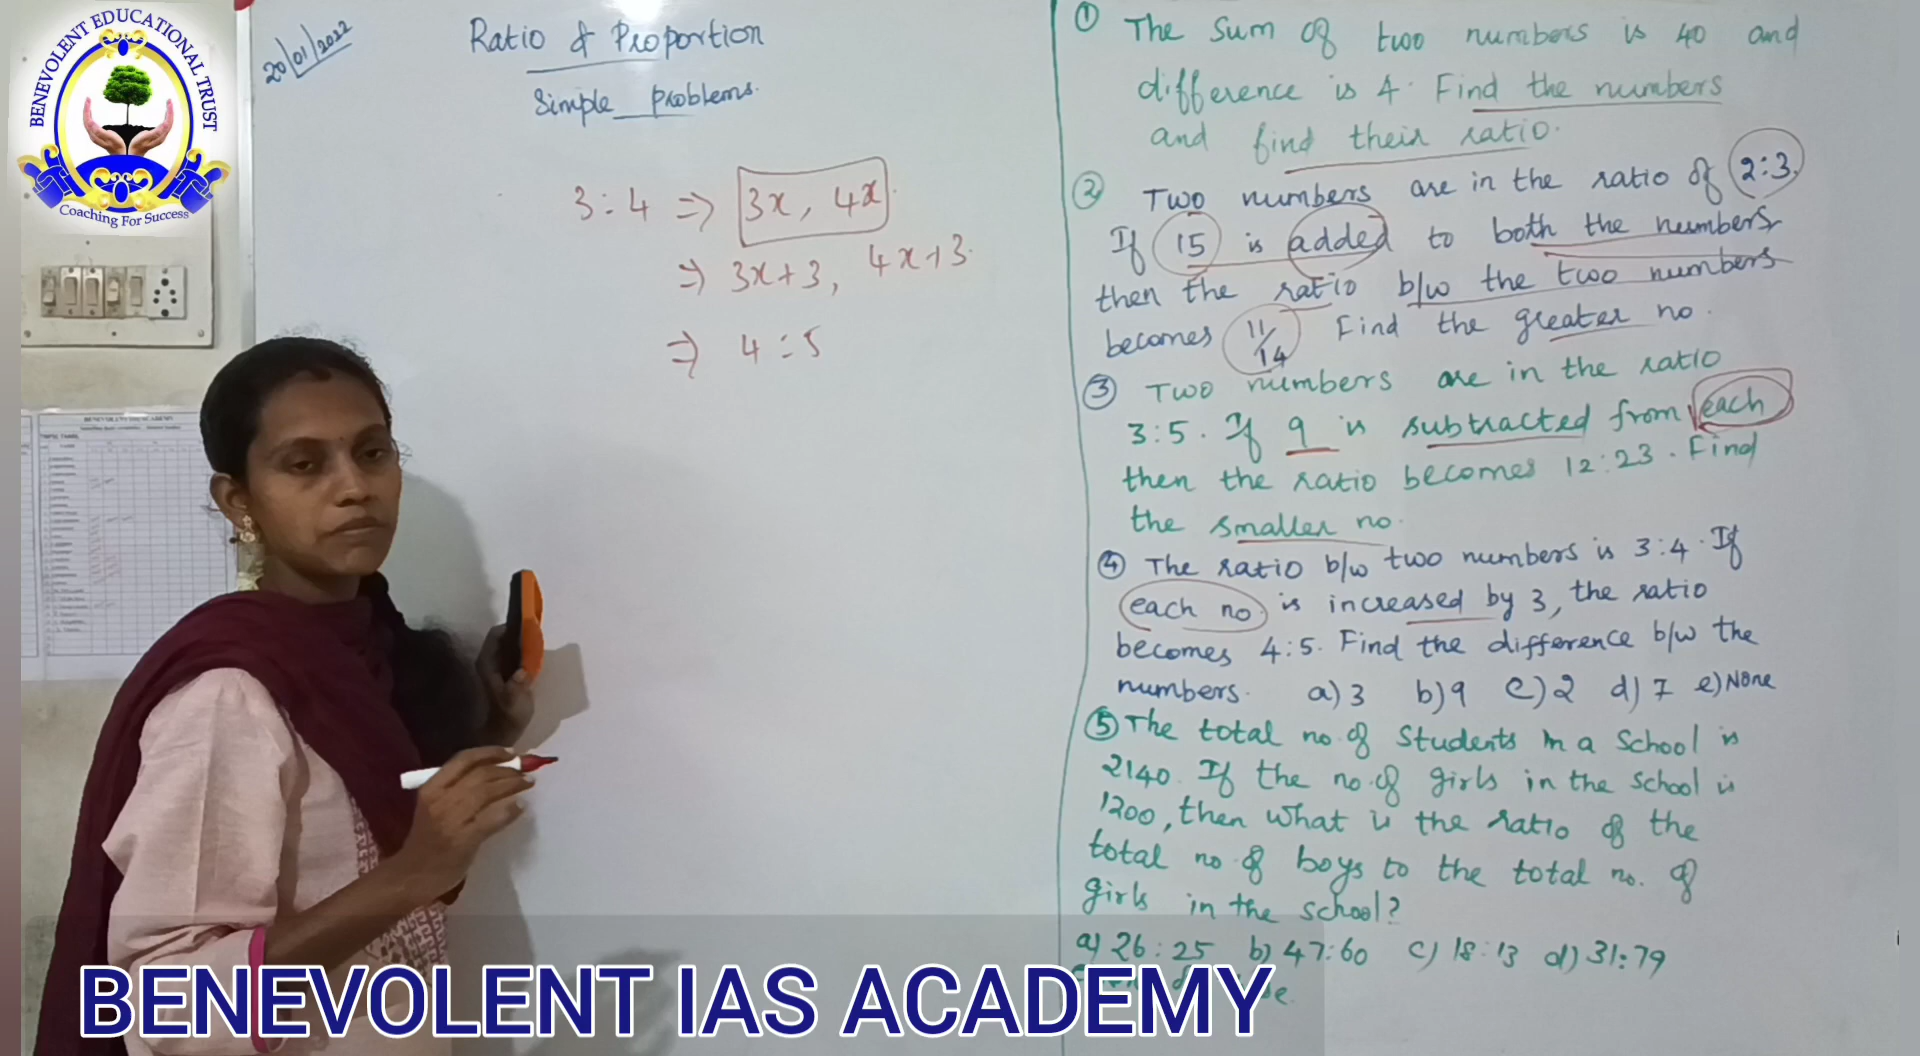 BENEVOLENT EDUCATIONAL TRUST
Coaching For Success
20/01/2022
Ratio & Proportion
Simple Problems.
3 : 4 => 3x, 4x
=> 3x+3, 4x+3
=> 4 : 5
① The Sum of two numbers is 40 and
difference is 4. Find the numbers
and find their ratio.
② Two numbers are in the ratio of 2:3.
If 15 is added to both the numbers
then the ratio b/w the two numbers
becomes 11/14 Find the greater no.
③ Two numbers are in the ratio
3:5. If 9 is subtracted from each
then the ratio becomes 12:23. Find
the smaller no.
④ The ratio b/w two numbers is 3:4. If
each no. is increased by 3, the ratio
becomes 4:5. Find the difference b/w the
numbers. a) 3 b) 9 c) 2 d) 7 e) None
⑤ The total no. of Students in a School is
2140. If the no. of girls in the school is
1200, then what is the ratio of the
total no. of boys to the total no. of
girls in the school?
a) 26 : 25 b) 47:60 c) 18:13 d) 31:79
BENEVOLENT IAS ACADEMY